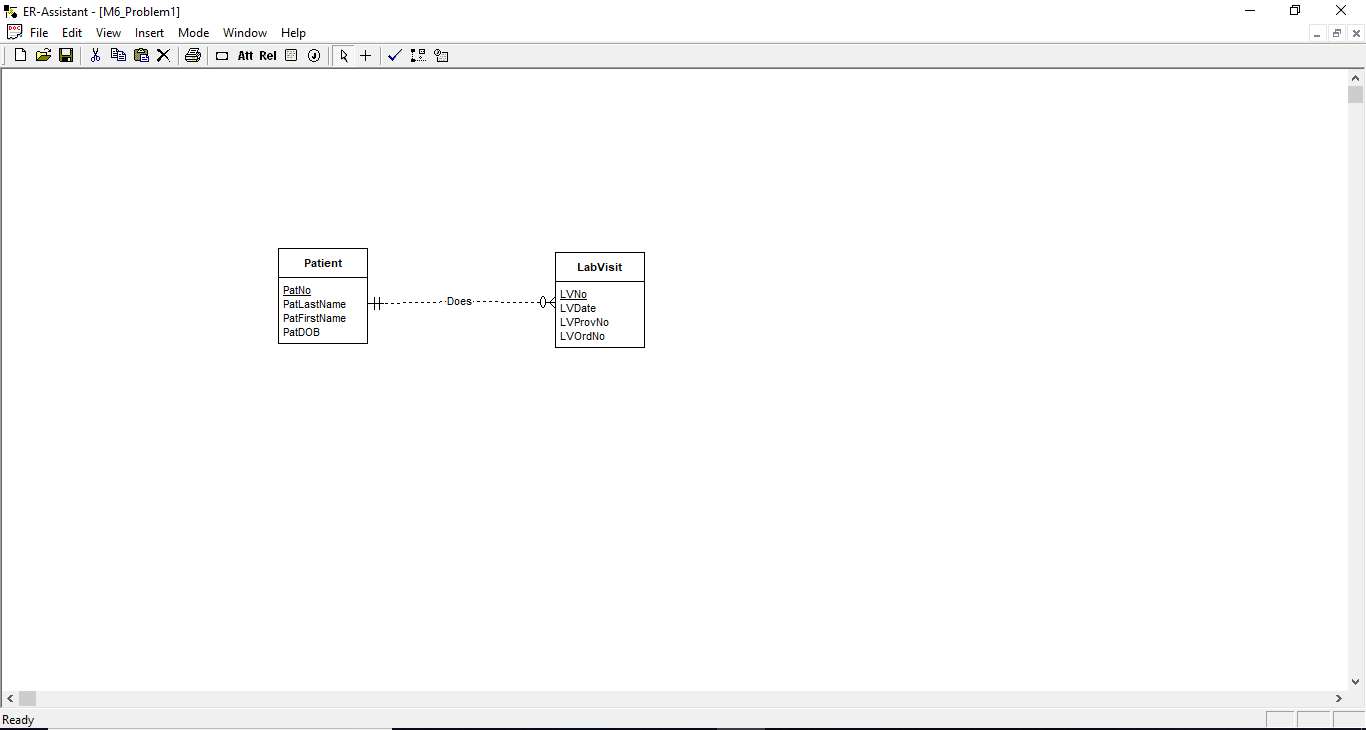 ER-Assistant - [M6_Problem1]
DOC File Edit View Insert Mode Window Help
Att Rel J
Patient
PatNo
PatLastName
PatFirstName
PatDOB
Does
LabVisit
LVNo
LVDate
LVProvNo
LVOrdNo
Ready